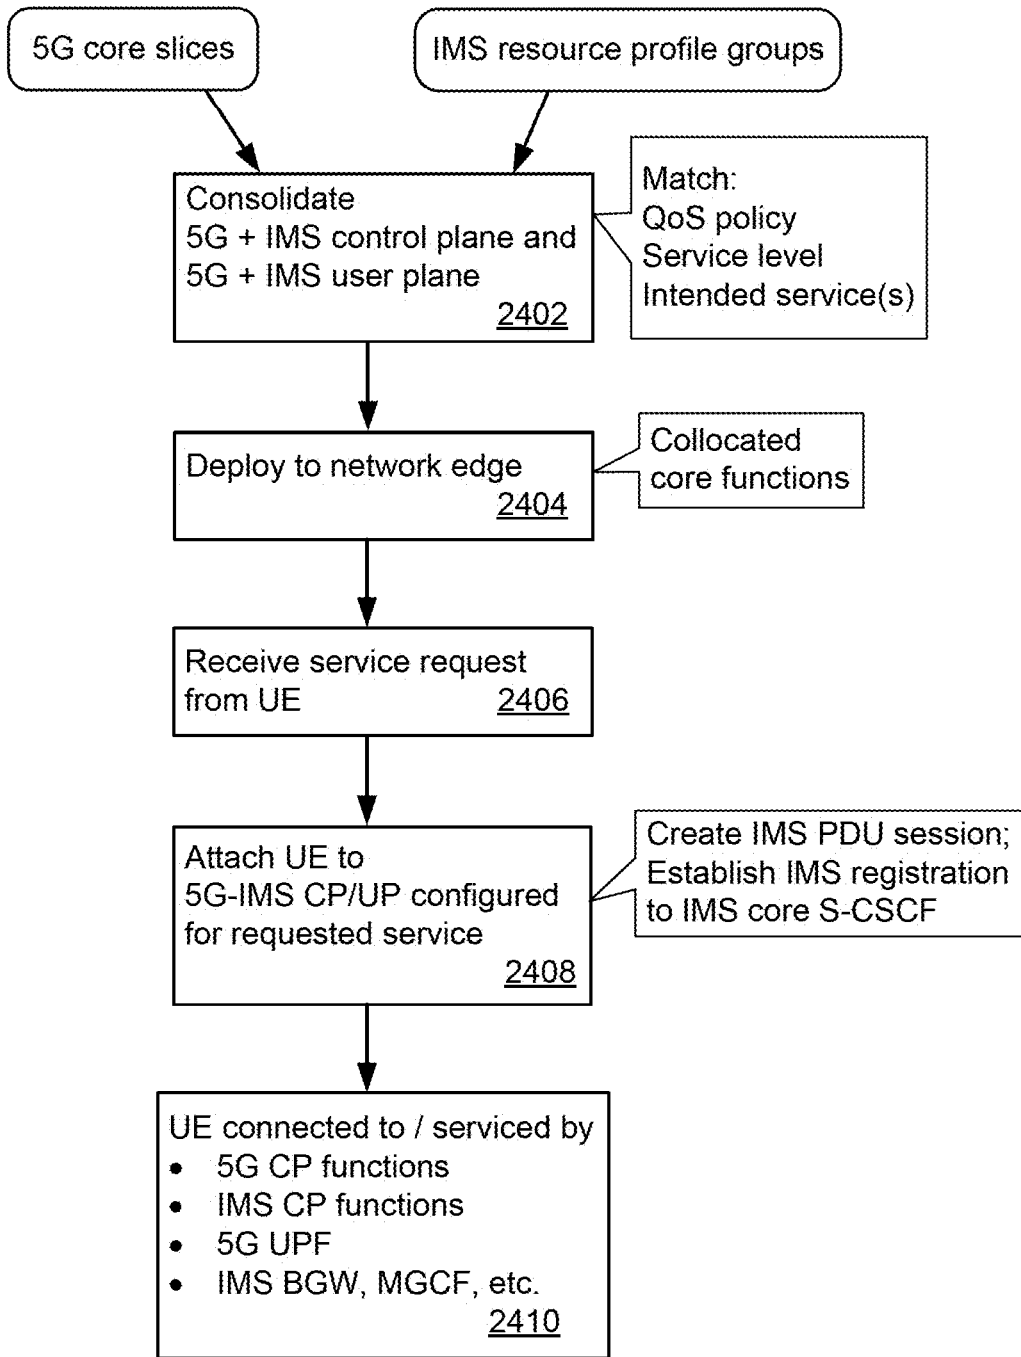 5G core slices
IMS resource profile groups
Consolidate
5G + IMS control plane and
5G + IMS user plane
2402
Match:
QoS policy
Service level
Intended service(s)
Deploy to network edge
2404
Collocated
core functions
Receive service request
from UE
2406
Attach UE to
5G-IMS CP/UP configured
for requested service
2408
Create IMS PDU session;
Establish IMS registration
to IMS core S-CSCF
UE connected to / serviced by
• 5G CP functions
• IMS CP functions
• 5G UPF
• IMS BGW, MGCF, etc.
2410